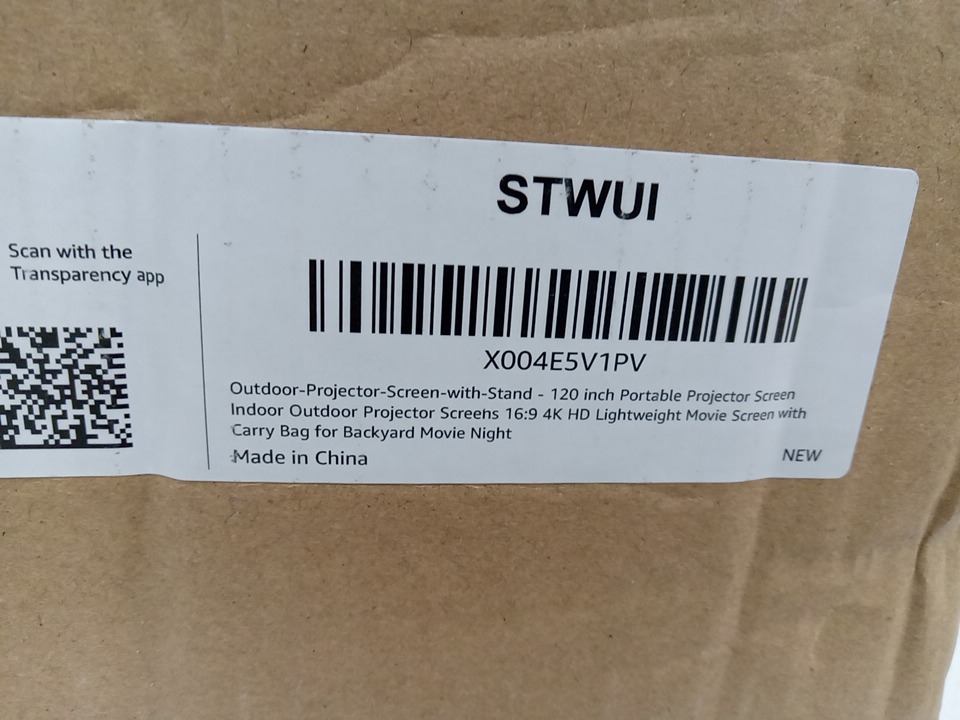 STWUI
Scan with the
Transparency app
X004E5V1PV
Outdoor-Projector-Screen-with-Stand - 120 inch Portable Projector Screen
Indoor Outdoor Projector Screens 16:9 4K HD Lightweight Movie Screen with
Carry Bag for Backyard Movie Night
Made in China
NEW